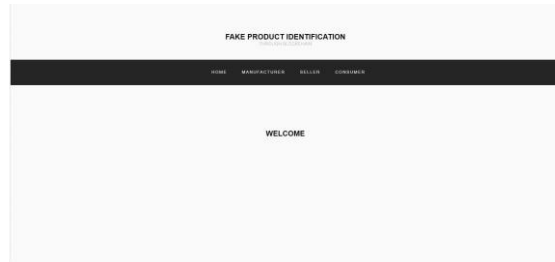 FAKE PRODUCT IDENTIFICATION
HOME MANUFACTURER SELLER CONSUMER
WELCOME